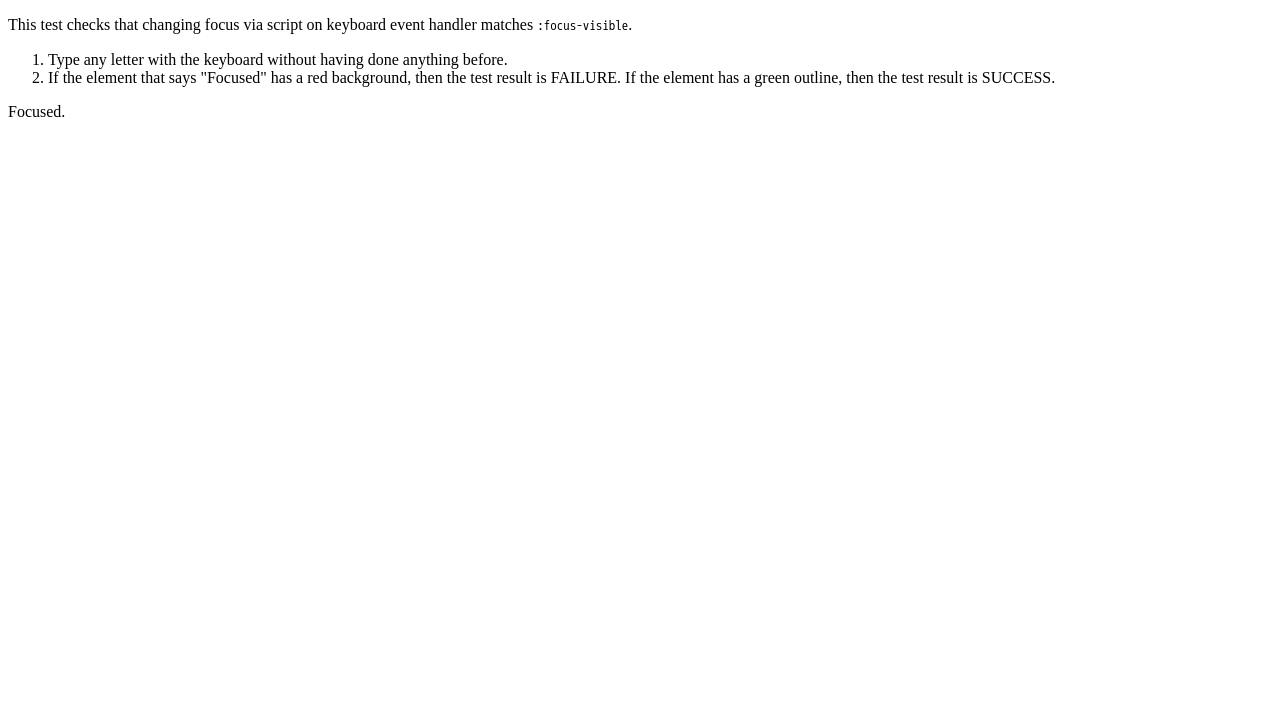 This test checks that changing focus via script on keyboard event handler matches :focus-visible.
1. Type any letter with the keyboard without having done anything before.
2. If the element that says "Focused" has a red background, then the test result is FAILURE. If the element has a green outline, then the test result is SUCCESS.
Focused.